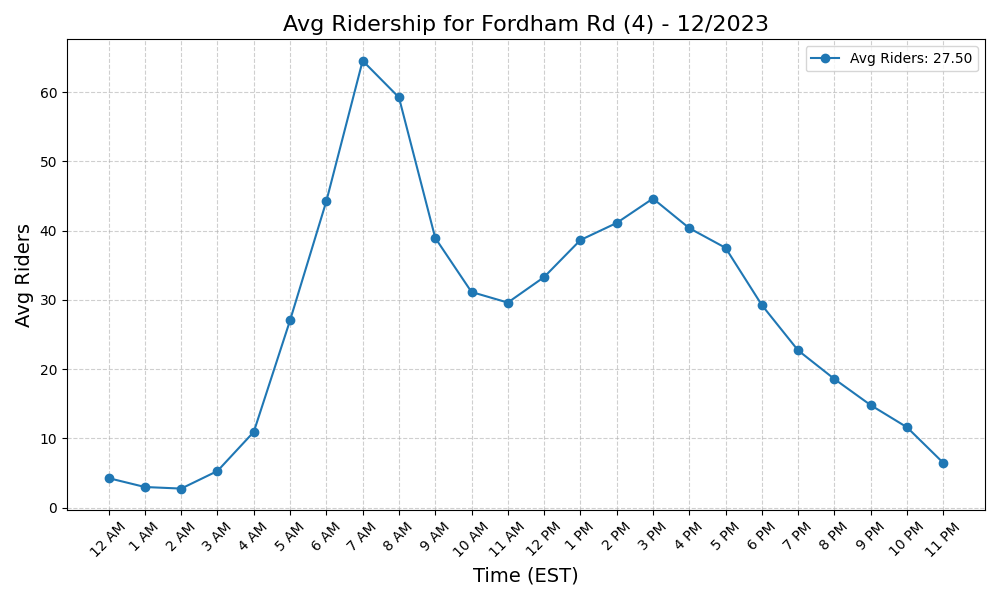 Avg Ridership for Fordham Rd (4) - 12/2023
Avg Riders: 27.50
Avg Riders
60
50
40
30
20
10
0
12 AM
1 AM
2 AM
3 AM
4 AM
5 AM
6 AM
7 AM
8 AM
9 AM
10 AM
11 AM
12 PM
1 PM
2 PM
3 PM
4 PM
5 PM
6 PM
7 PM
8 PM
9 PM
10 PM
11 PM
Time (EST)